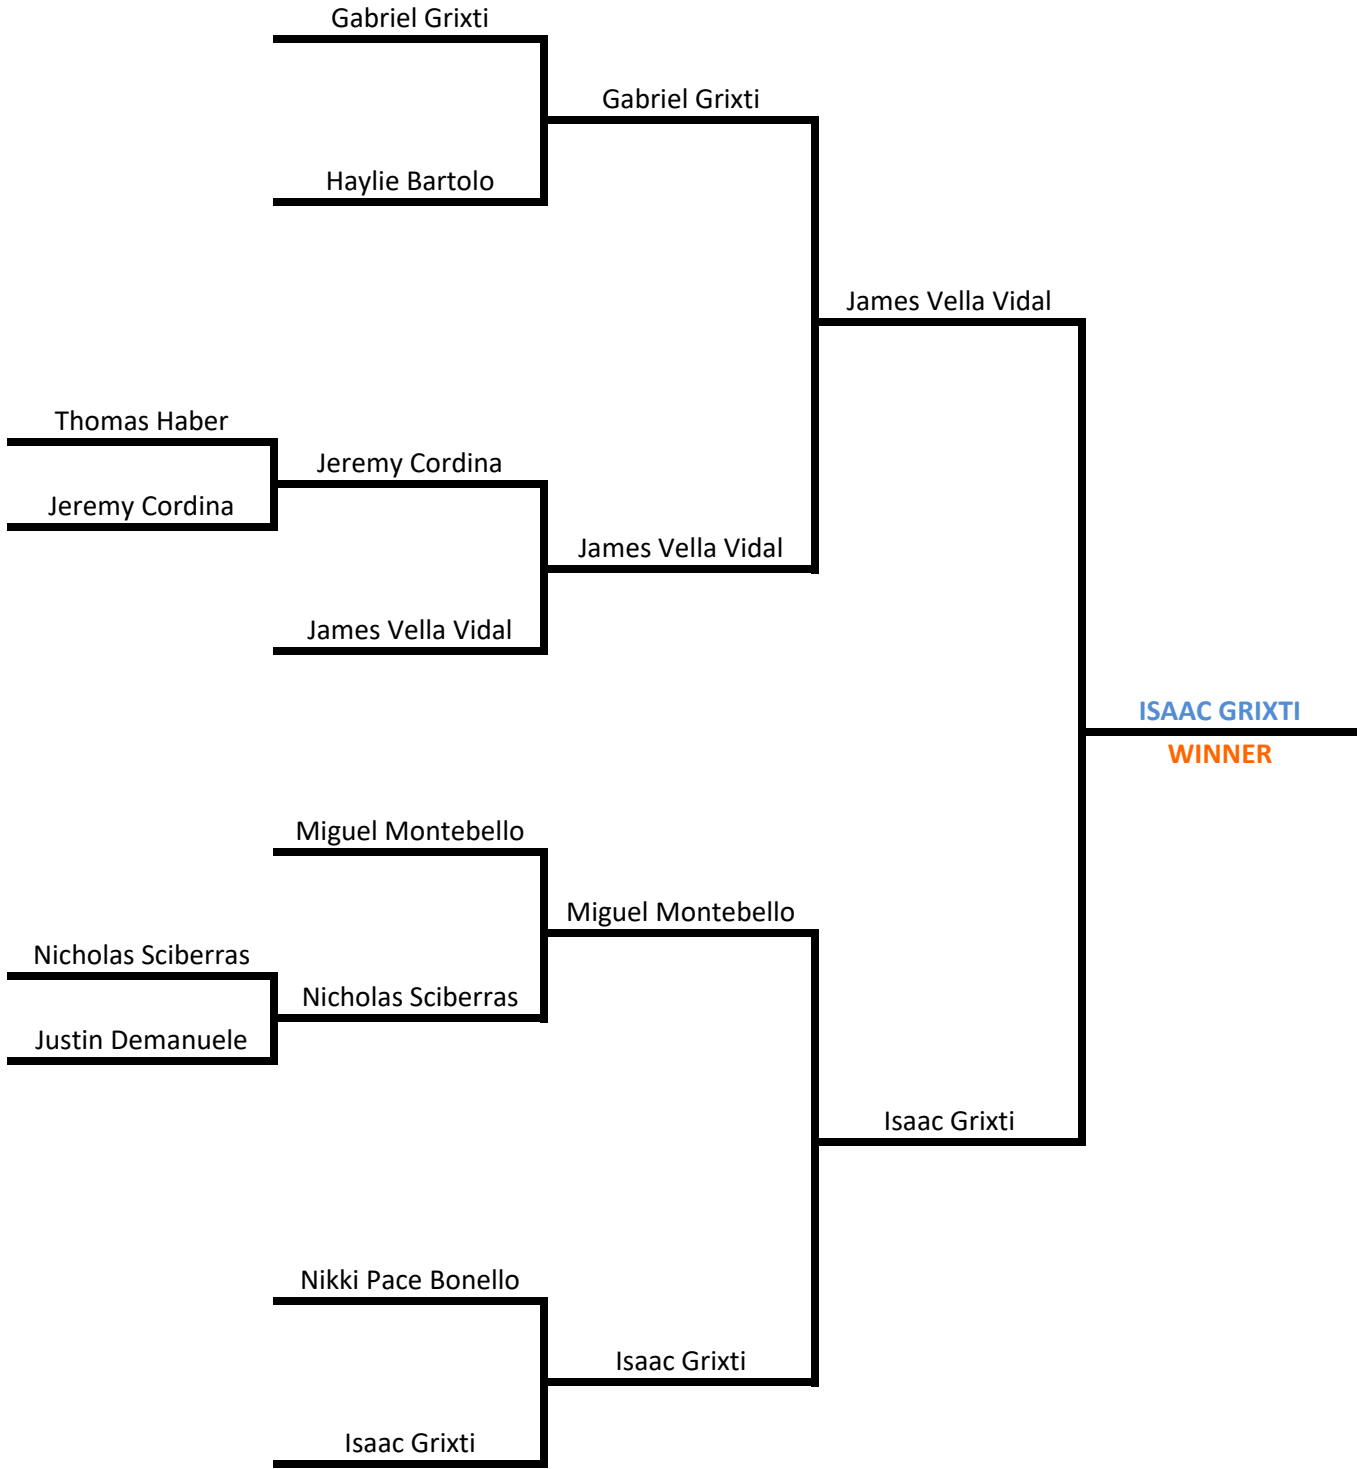 Gabriel Grixti
Gabriel Grixti
Haylie Bartolo
James Vella Vidal
Thomas Haber
Jeremy Cordina
Jeremy Cordina
James Vella Vidal
James Vella Vidal
ISAAC GRIXTI
WINNER
Miguel Montebello
Miguel Montebello
Nicholas Sciberras
Nicholas Sciberras
Justin Demanuele
Isaac Grixti
Nikki Pace Bonello
Isaac Grixti
Isaac Grixti